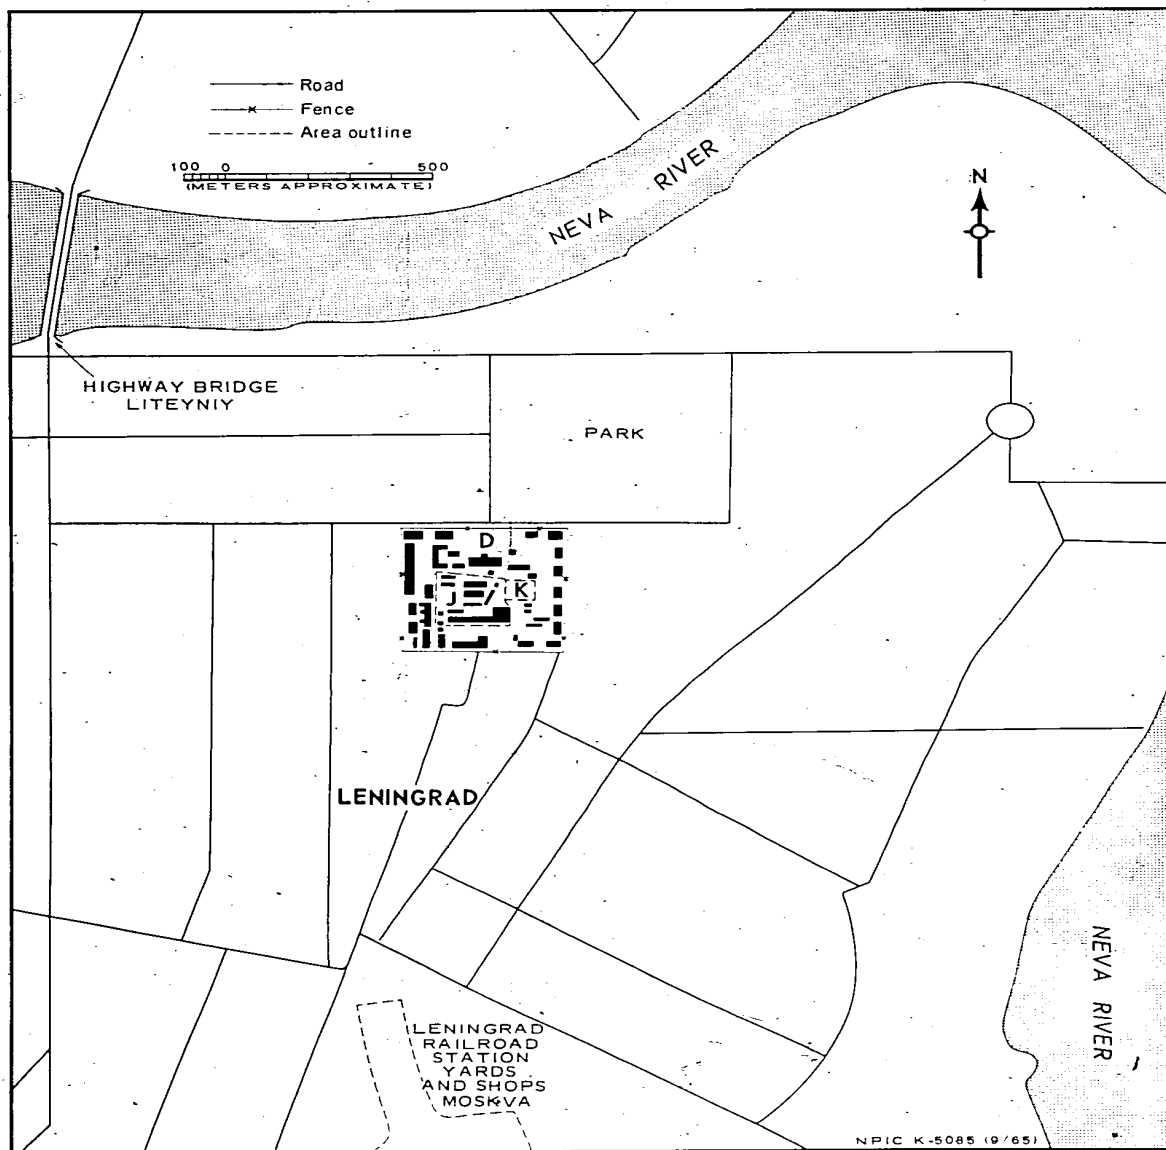 Road
Fence
Area outline
100 0 500
(METERS APPROXIMATE)
NEVA RIVER
N
HIGHWAY BRIDGE
LITEYNIY
PARK
D
J
K
LENINGRAD
LENINGRAD
RAILROAD
STATION
YARDS
AND SHOPS
MOSKVA
NEVA RIVER
NPIC K-5085 (9/65)